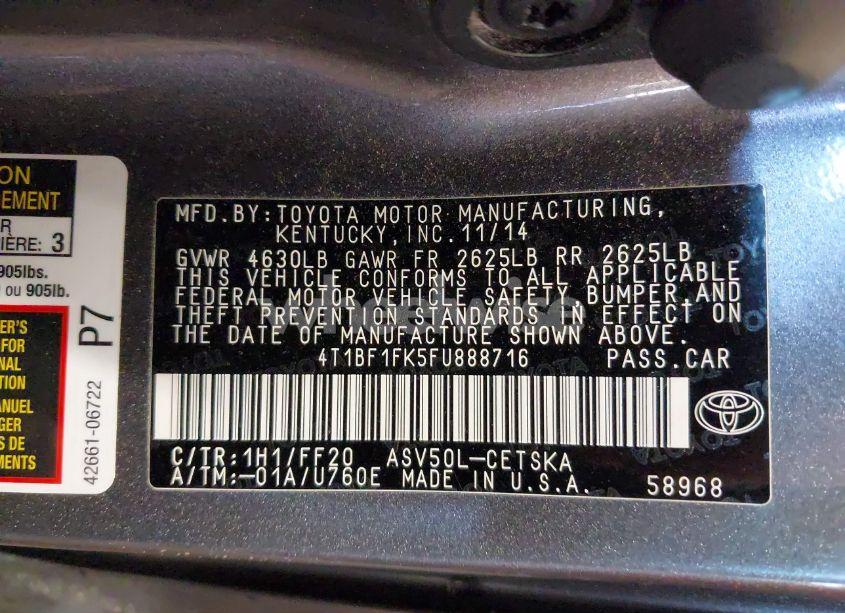 ON
EMENT
R
IÈRE: 3
905lbs.
ou 905lb.
ER'S
FOR
NAL
TION
ANUEL
GER
S DE
EMENTS.
P7
42661-06722
MFD.BY:TOYOTA MOTOR MANUFACTURING,
KENTUCKY,INC.11/14
GVWR 4630LB GAWR FR 2625LB RR 2625LB
THIS VEHICLE CONFORMS TO ALL APPLICABLE
FEDERAL MOTOR VEHICLE SAFETY,BUMPER,AND
THEFT PREVENTION STANDARDS IN EFFECT ON
THE DATE OF MANUFACTURE SHOWN ABOVE.
4T1BF1FK5FU888716 PASS.CAR
C/TR:1H1/FF20 ASV50L-CETSKA
A/TM:-01A/U760E MADE IN U.S.A. 58968